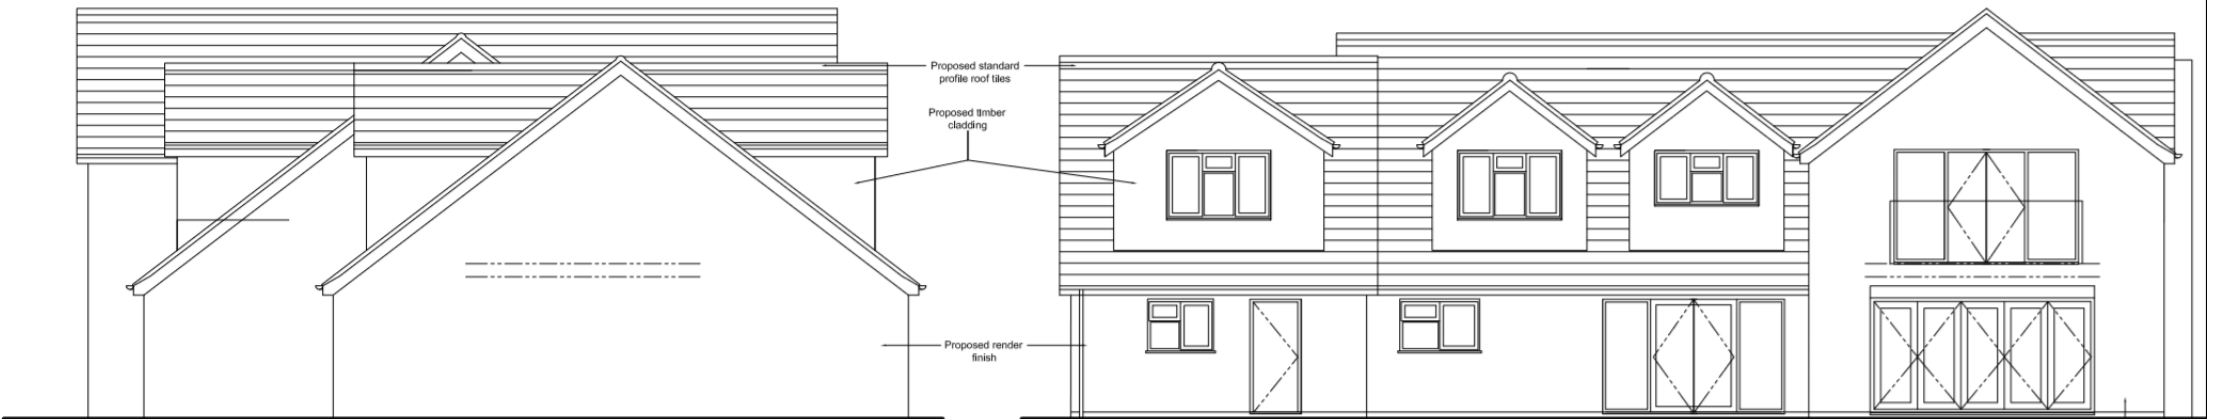 Proposed standard
profile roof tiles
Proposed timber
cladding
Proposed render
finish